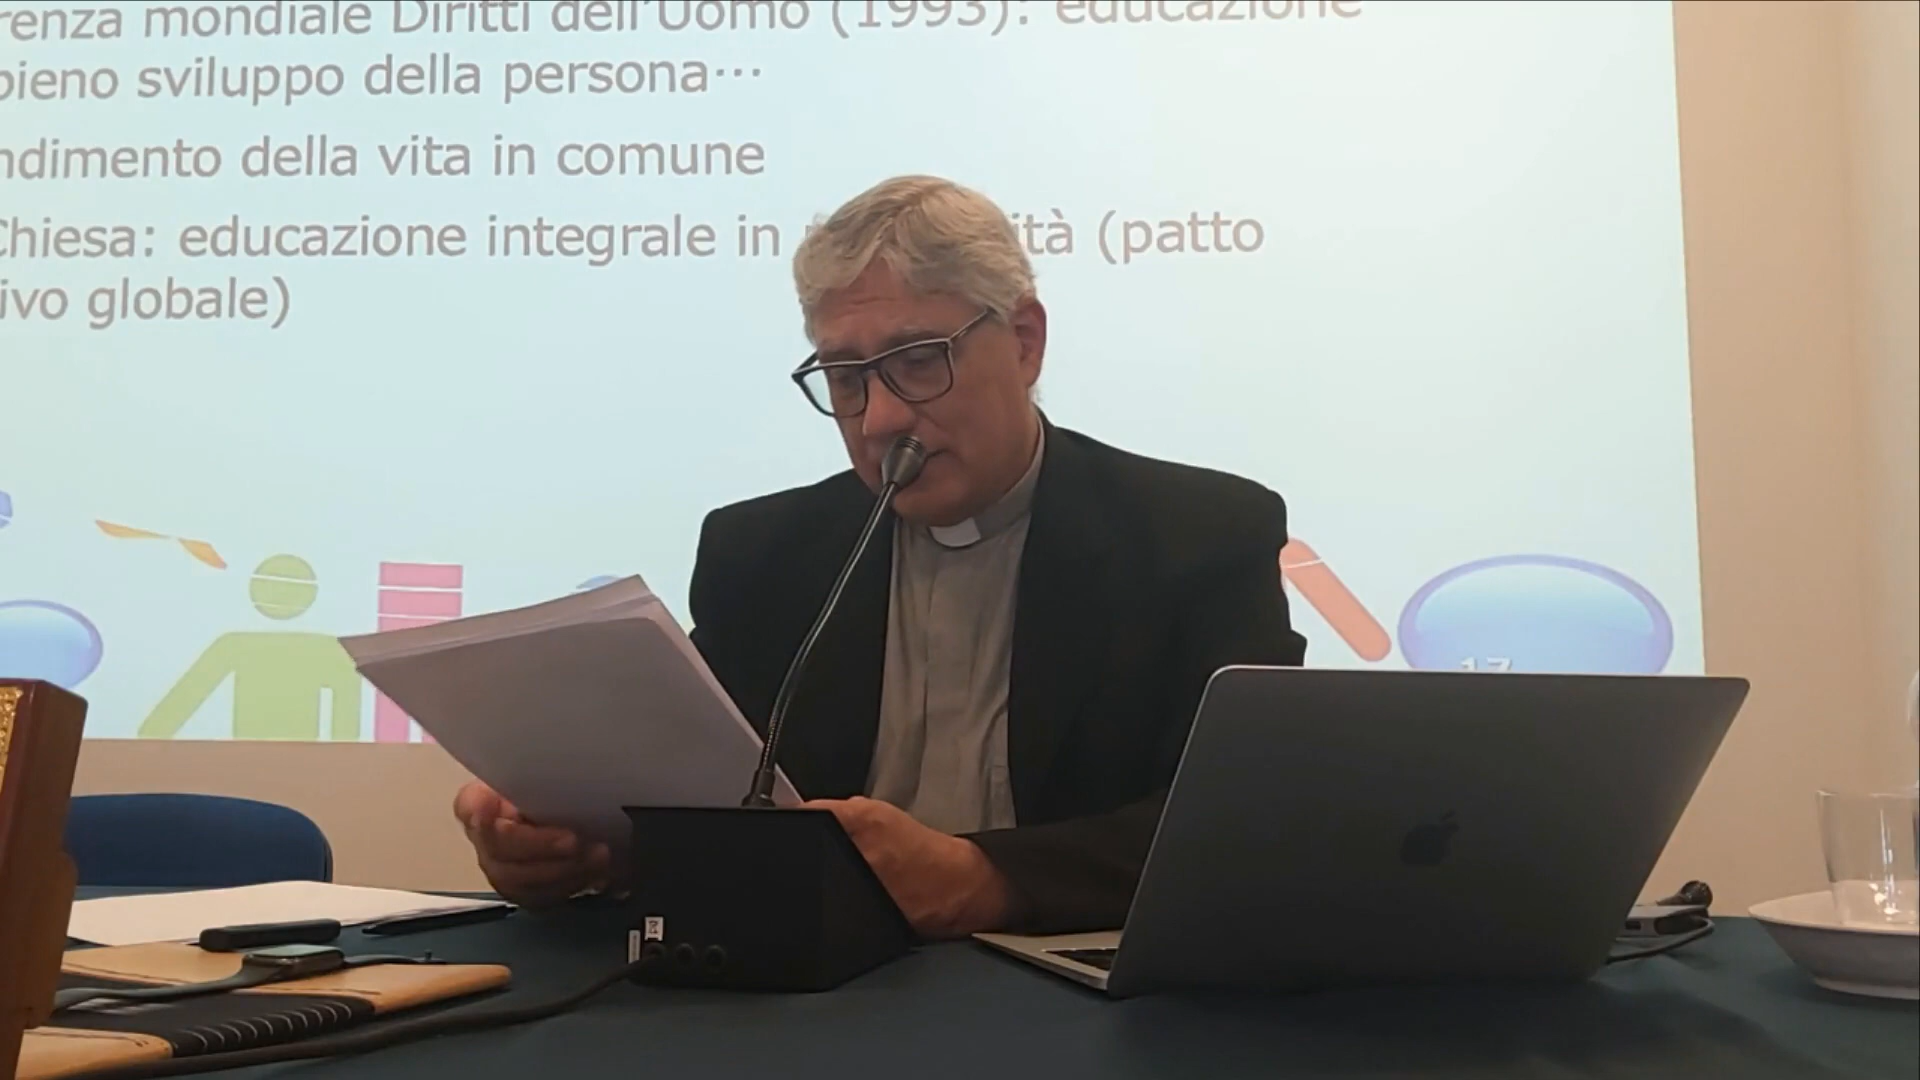 renza mondiale Diritti dell'Uomo (1993): educazione
pieno sviluppo della persona...
ndimento della vita in comune
Chiesa: educazione integrale in ità (patto
ivo globale)
17